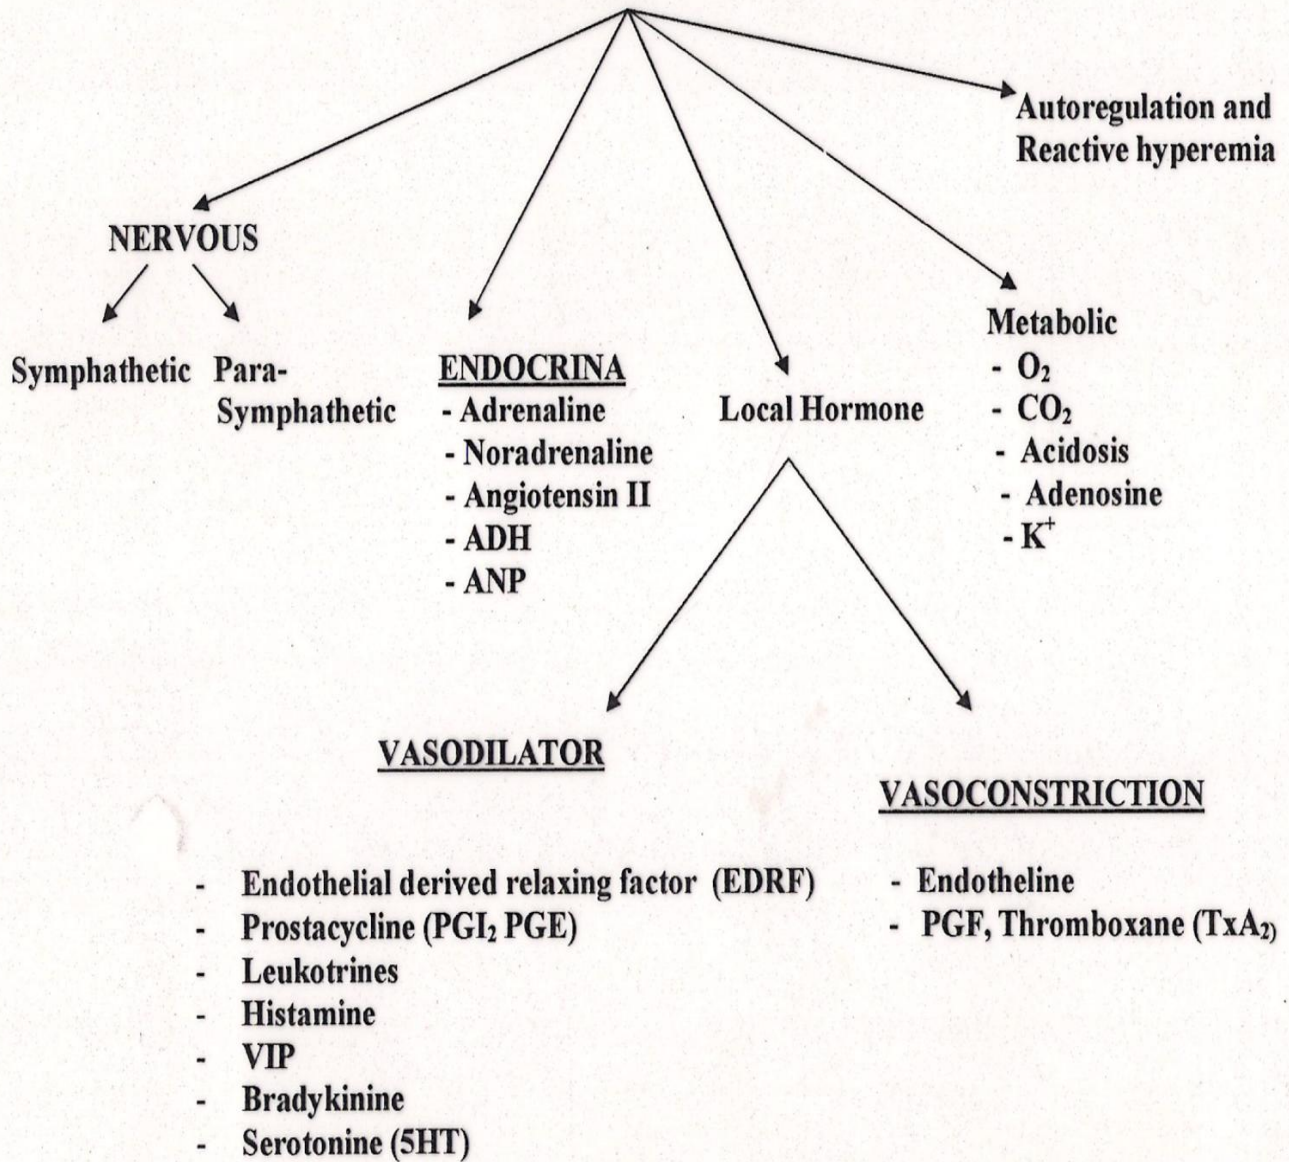 Autoregulation and
Reactive hyperemia
NERVOUS
Symphathetic
Para-
Symphathetic
ENDOCRINA
- Adrenaline
- Noradrenaline
- Angiotensin II
- ADH
- ANP
Local Hormone
Metabolic
- O₂
- CO₂
- Acidosis
- Adenosine
- K⁺
VASODILATOR
- Endothelial derived relaxing factor (EDRF)
- Prostacycline (PGI₂ PGE)
- Leukotrines
- Histamine
- VIP
- Bradykinine
- Serotonine (5HT)
VASOCONSTRICTION
- Endotheline
- PGF, Thromboxane (TxA₂)